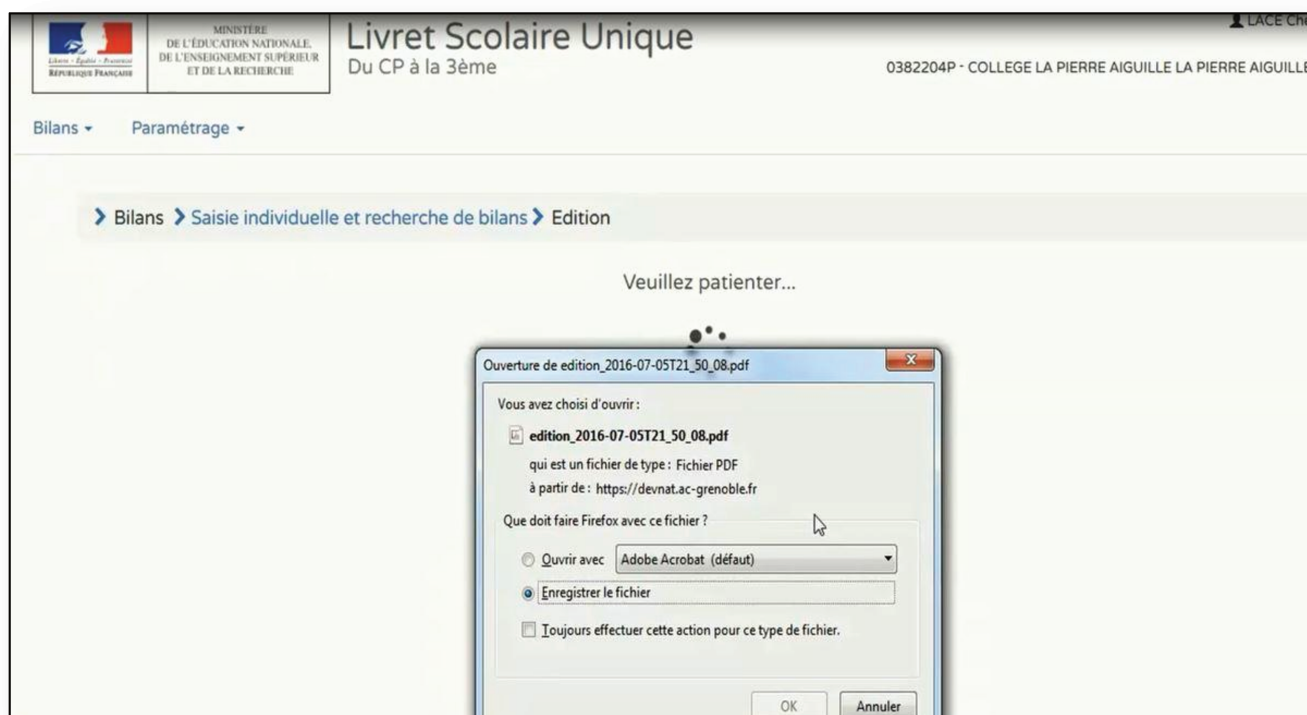 MINISTÈRE
DE L'ÉDUCATION NATIONALE,
DE L'ENSEIGNEMENT SUPÉRIEUR
ET DE LA RECHERCHE
Liberté • Égalité • Fraternité
RÉPUBLIQUE FRANÇAISE
Livret Scolaire Unique
Du CP à la 3ème
LACE Che
0382204P - COLLEGE LA PIERRE AIGUILLE LA PIERRE AIGUILLE
Bilans
Paramétrage
Bilans Saisie individuelle et recherche de bilans Edition
Veuillez patienter...
Ouverture de edition_2016-07-05T21_50_08.pdf
Vous avez choisi d'ouvrir :
edition_2016-07-05T21_50_08.pdf
qui est un fichier de type : Fichier PDF
à partir de : https://devnat.ac-grenoble.fr
Que doit faire Firefox avec ce fichier ?
Ouvrir avec Adobe Acrobat (défaut)
Enregistrer le fichier
Toujours effectuer cette action pour ce type de fichier.
OK Annuler